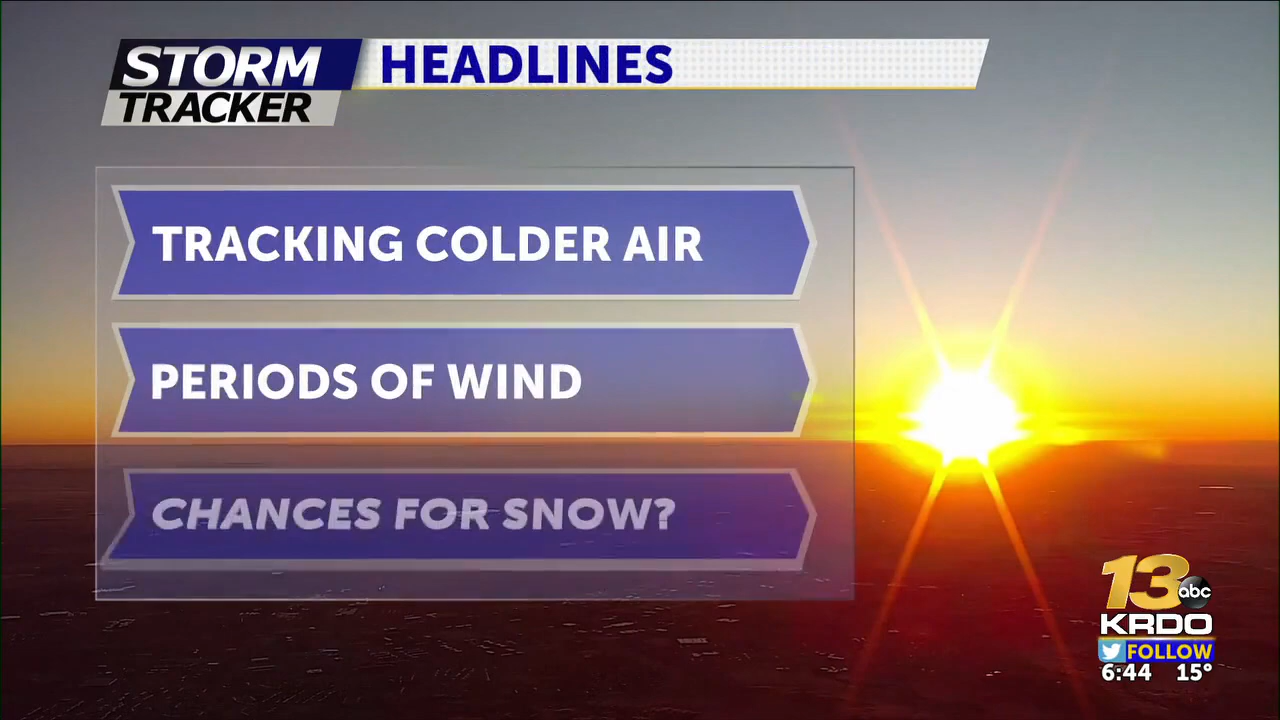 STORM
TRACKER
HEADLINES
TRACKING COLDER AIR
PERIODS OF WIND
CHANCES FOR SNOW?
13
abc
KRDO
FOLLOW
6:44 15°